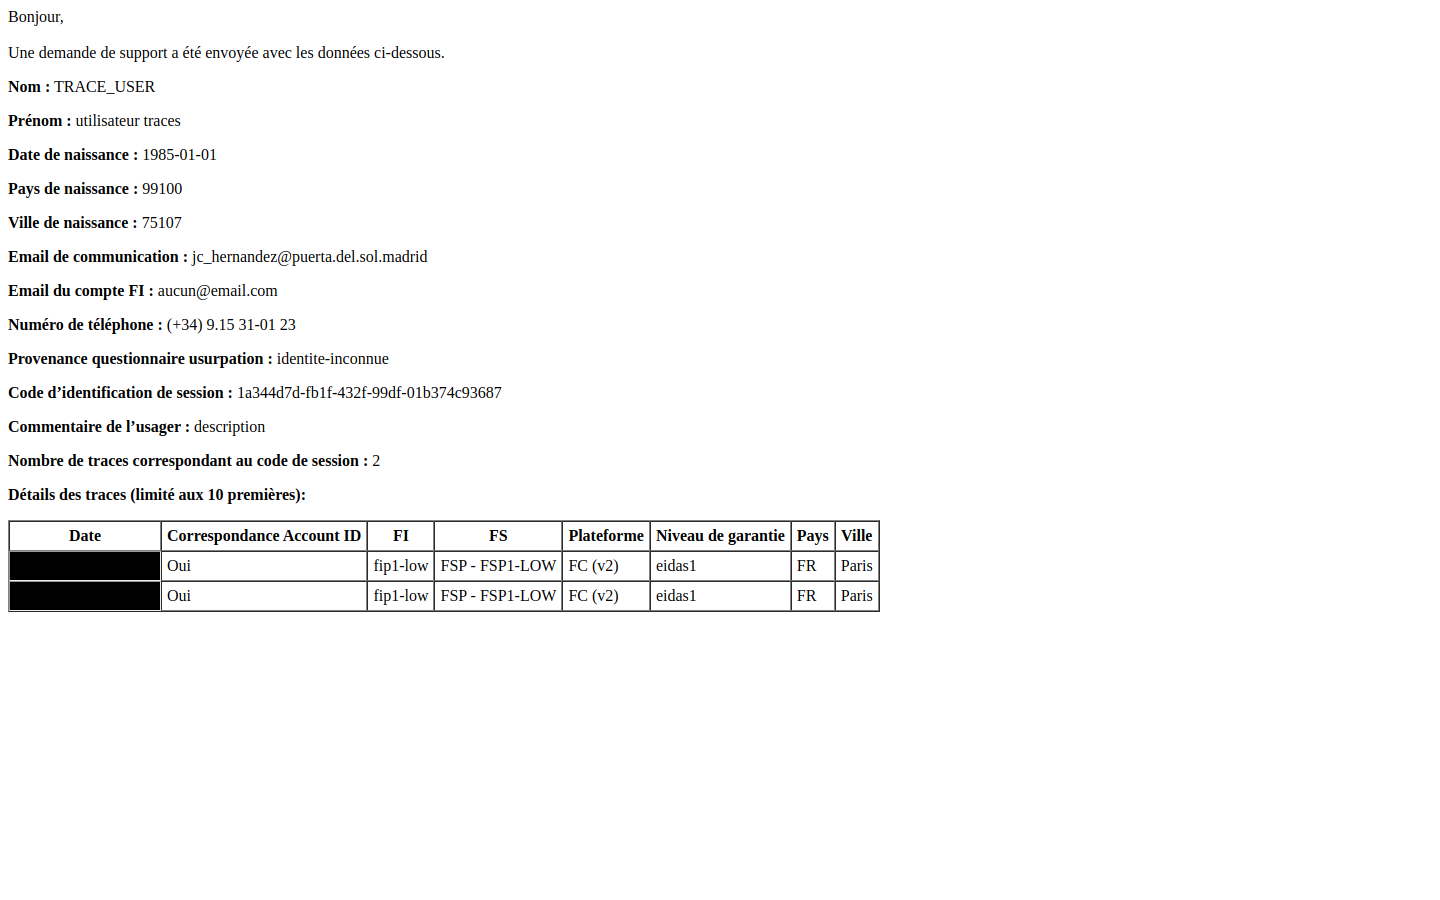 Bonjour,
Une demande de support a été envoyée avec les données ci-dessous.
Nom : TRACE_USER
Prénom : utilisateur traces
Date de naissance : 1985-01-01
Pays de naissance : 99100
Ville de naissance : 75107
Email de communication : jc_hernandez@puerta.del.sol.madrid
Email du compte FI : aucun@email.com
Numéro de téléphone : (+34) 9.15 31-01 23
Provenance questionnaire usurpation : identite-inconnue
Code d’identification de session : 1a344d7d-fb1f-432f-99df-01b374c93687
Commentaire de l’usager : description
Nombre de traces correspondant au code de session : 2
Détails des traces (limité aux 10 premières):
Date Correspondance Account ID FI FS Plateforme Niveau de garantie Pays Ville
Oui fip1-low FSP - FSP1-LOW FC (v2) eidas1 FR Paris
Oui fip1-low FSP - FSP1-LOW FC (v2) eidas1 FR Paris